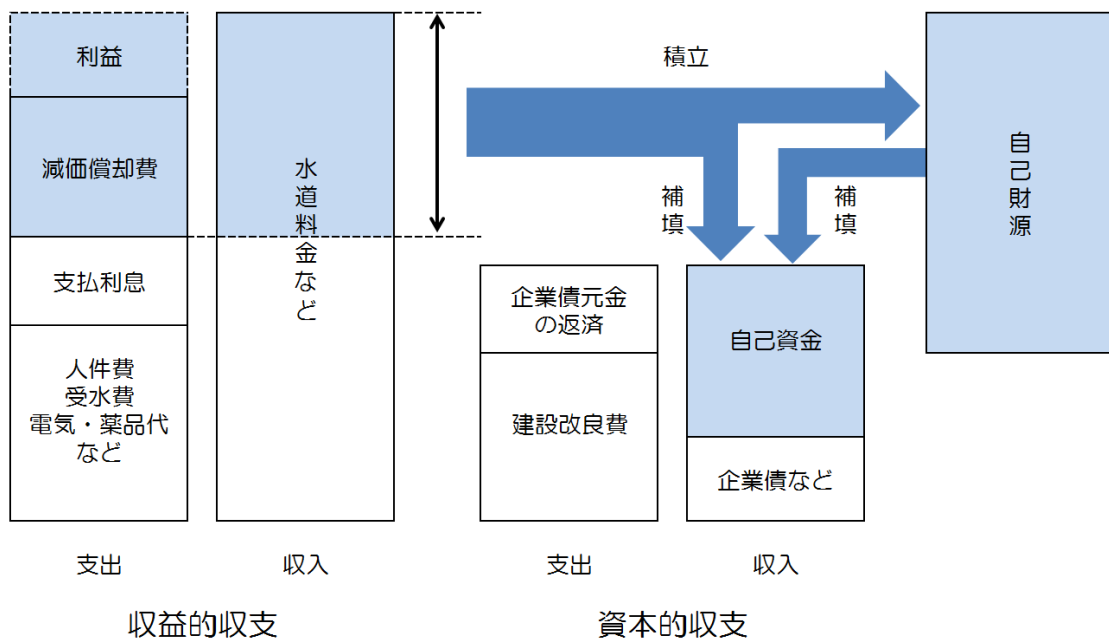 利益
減価償却費
支払利息
人件費
受水費
電気・薬品代
など
支出
水道料金など
収入
収益的収支
積立
補填
補填
自己財源
企業債元金
の返済
建設改良費
支出
自己資金
企業債など
収入
資本的収支